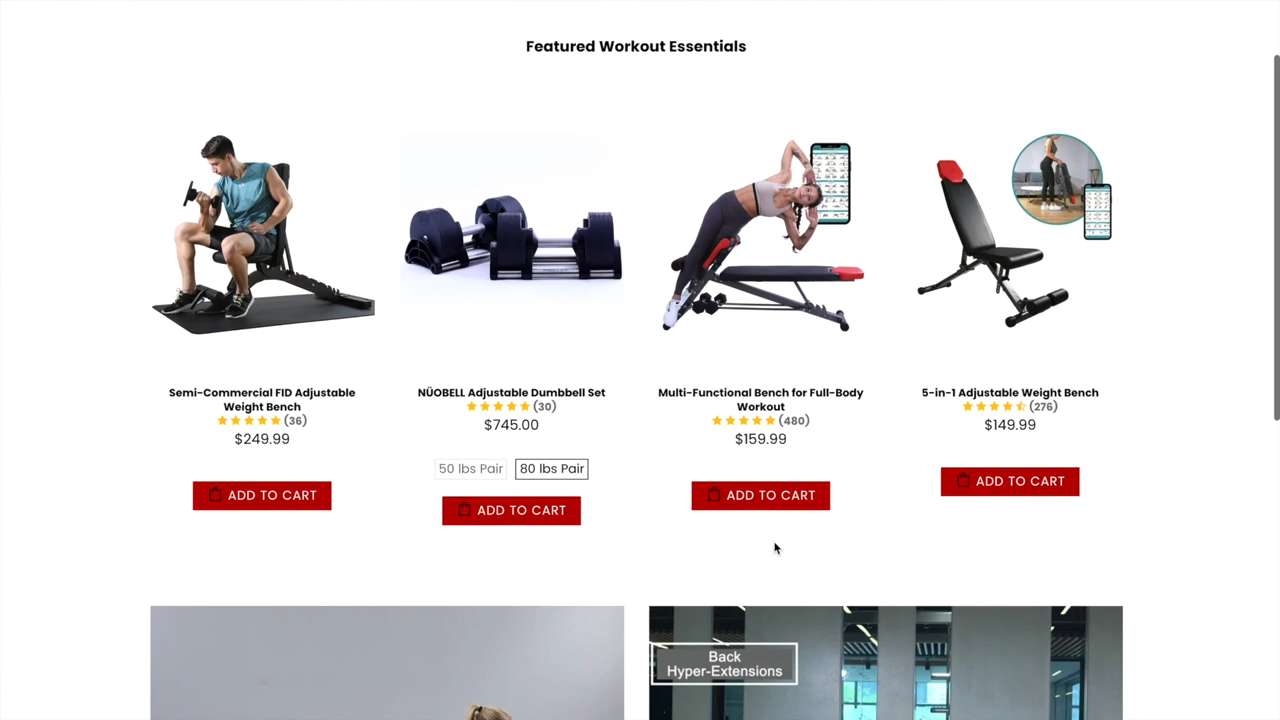 Featured Workout Essentials
Semi-Commercial FID Adjustable
Weight Bench
(36)
$249.99
ADD TO CART
NÜOBELL Adjustable Dumbbell Set
(30)
$745.00
50 lbs Pair
80 lbs Pair
ADD TO CART
Multi-Functional Bench for Full-Body
Workout
(480)
$159.99
ADD TO CART
5-in-1 Adjustable Weight Bench
(276)
$149.99
ADD TO CART
Back
Hyper-Extensions